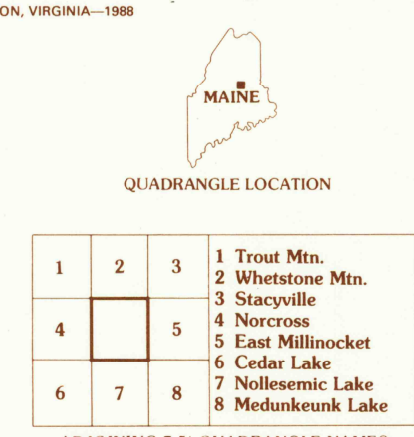 ON, VIRGINIA—1988
MAINE
QUADRANGLE LOCATION
1 2 3
4 5
6 7 8
1 Trout Mtn.
2 Whetstone Mtn.
3 Stacyville
4 Norcross
5 East Millinocket
6 Cedar Lake
7 Nollesemic Lake
8 Medunkeunk Lake